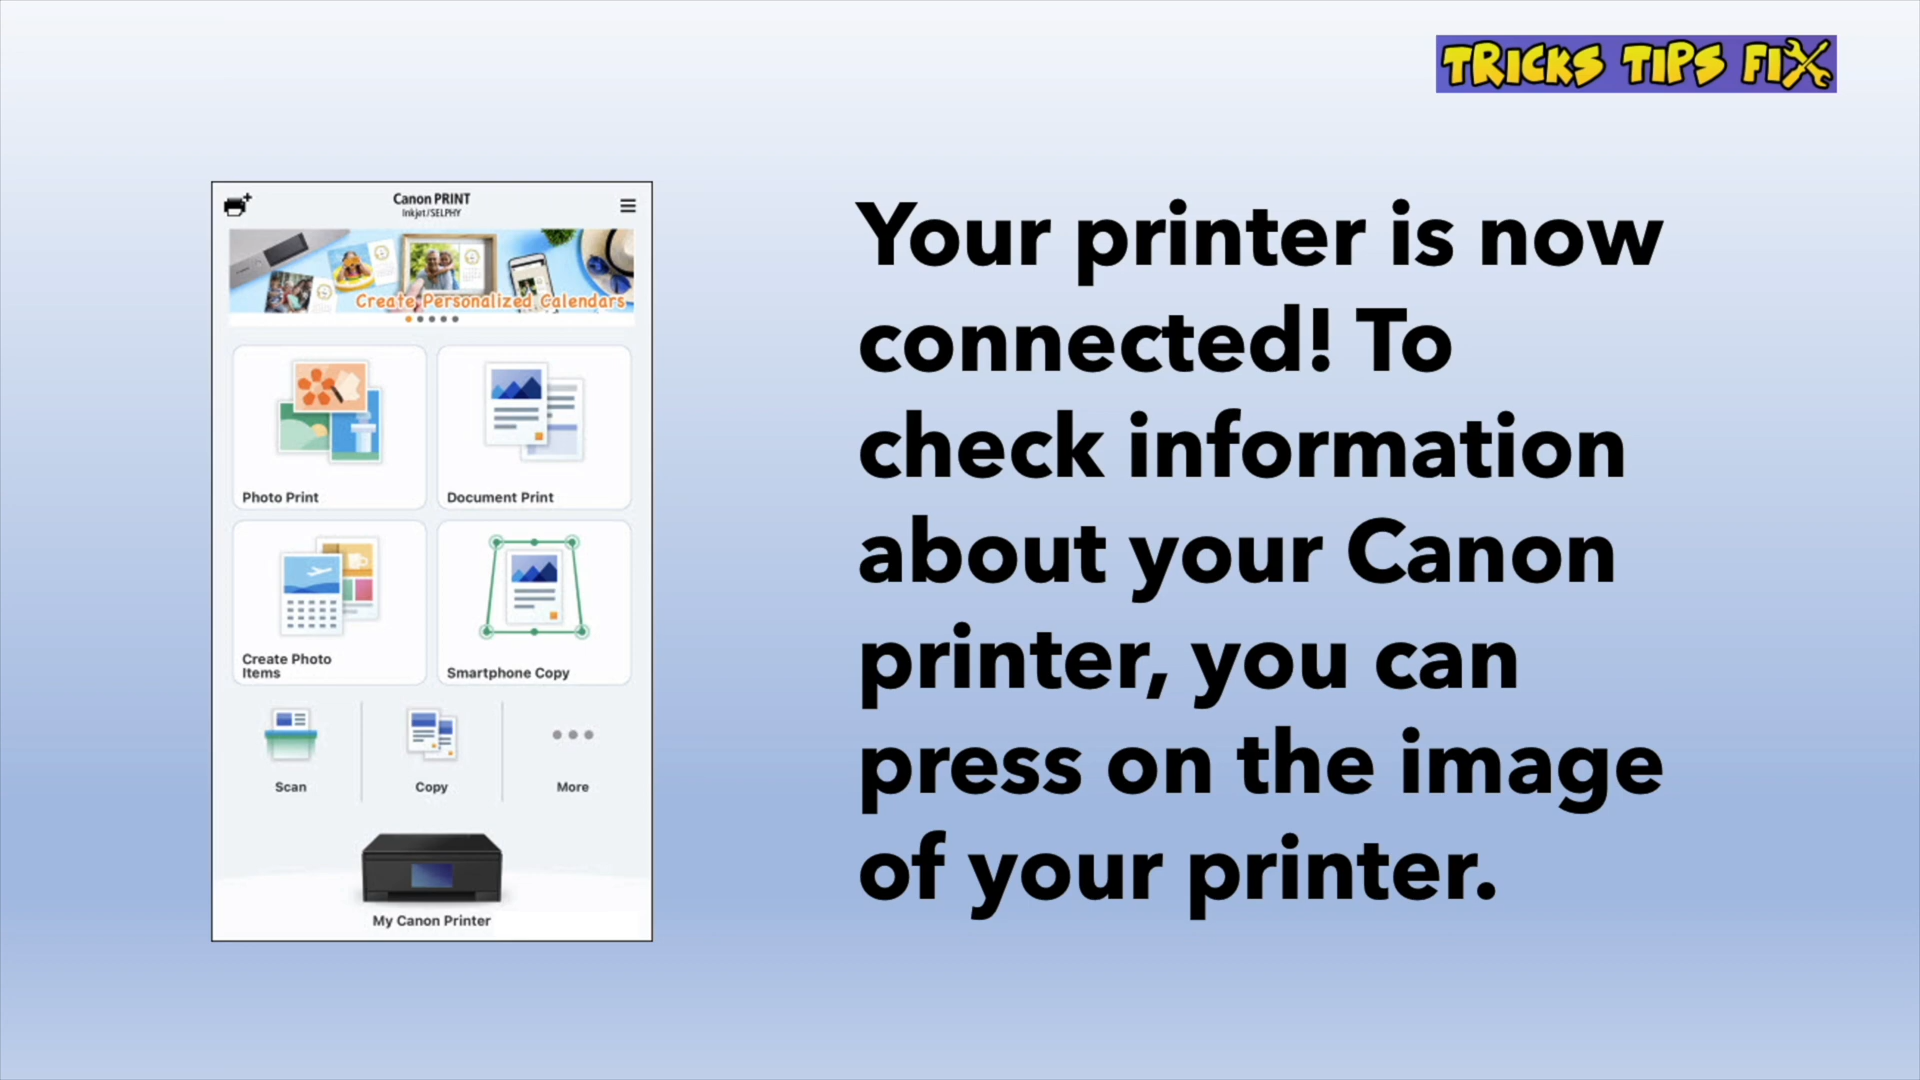 TRICKS TIPS FIX
Canon PRINT
Inkjet/SELPHY
Create Personalized Calendars
Photo Print
Document Print
Create Photo
Items
Smartphone Copy
Scan
Copy
More
My Canon Printer
Your printer is now
connected! To
check information
about your Canon
printer, you can
press on the image
of your printer.